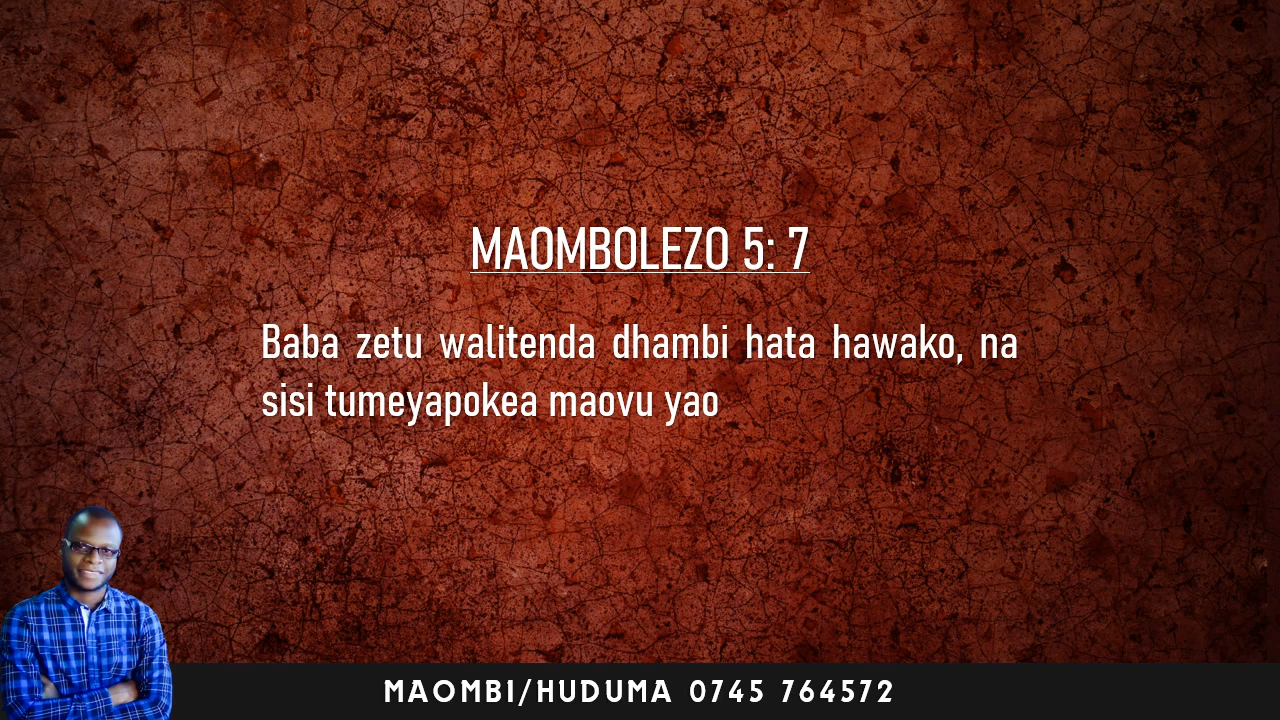 MAOMBOLEZO 5: 7
Baba zetu walitenda dhambi hata hawako, na
sisi tumeyapokea maovu yao
MAOMBI/HUDUMA 0745 764572